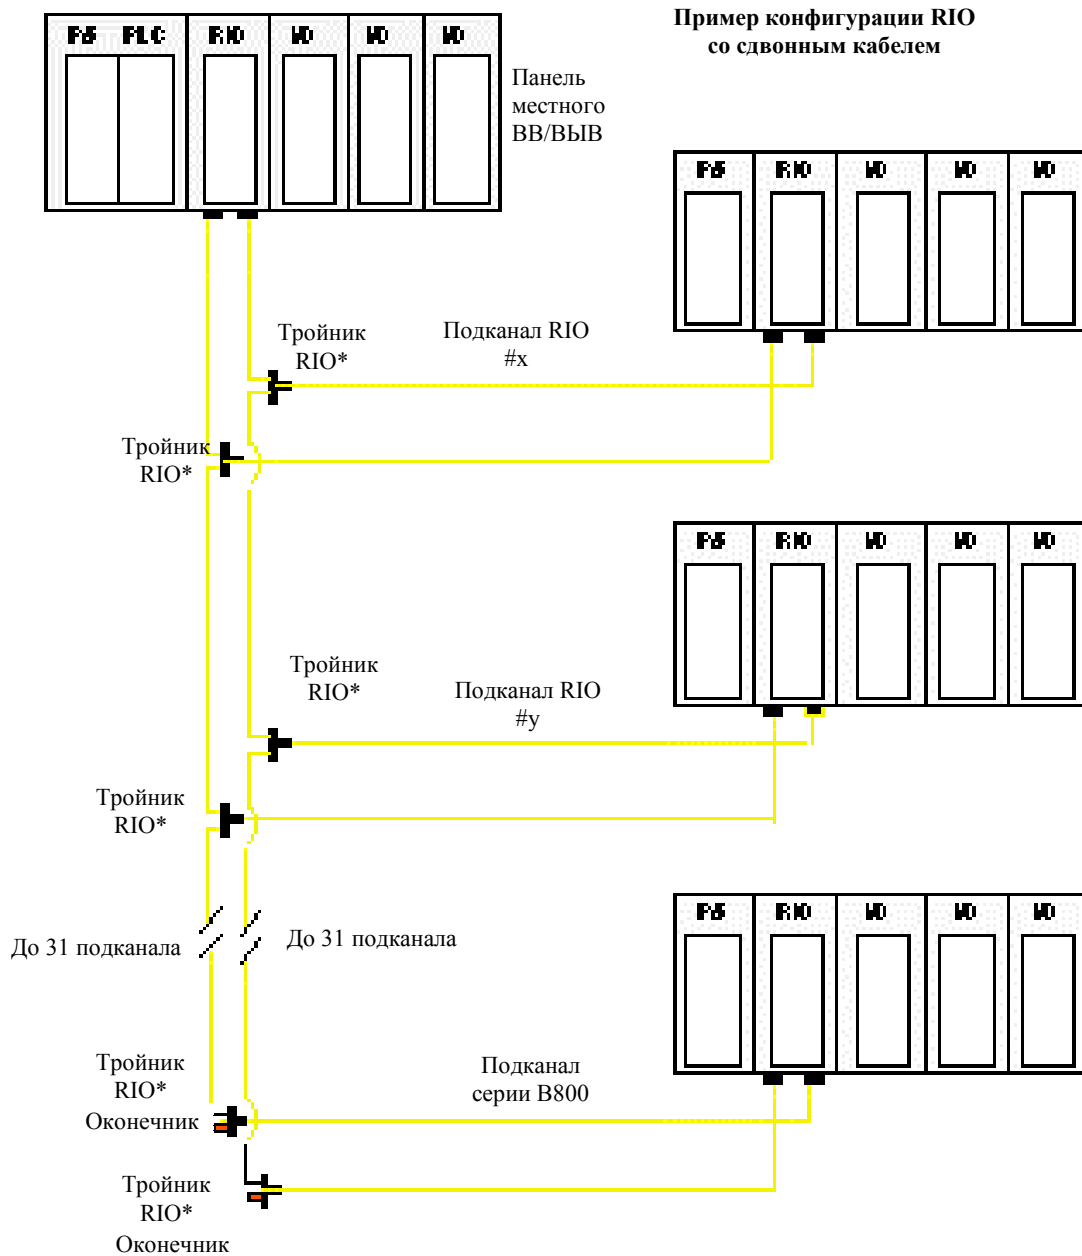 Пример конфигурации RIO
со сдвонным кабелем
PS PLC RIO I/O I/O I/O
Панель
местного
ВВ/ВЫВ
PS RIO I/O I/O I/O
Тройник
RIO*
Подканал RIO
#x
Тройник
RIO*
PS RIO I/O I/O I/O
Тройник
RIO*
Подканал RIO
#y
Тройник
RIO*
PS RIO I/O I/O I/O
До 31 подканала
До 31 подканала
Тройник
RIO*
Оконечник
Подканал
серии B800
Тройник
RIO*
Оконечник